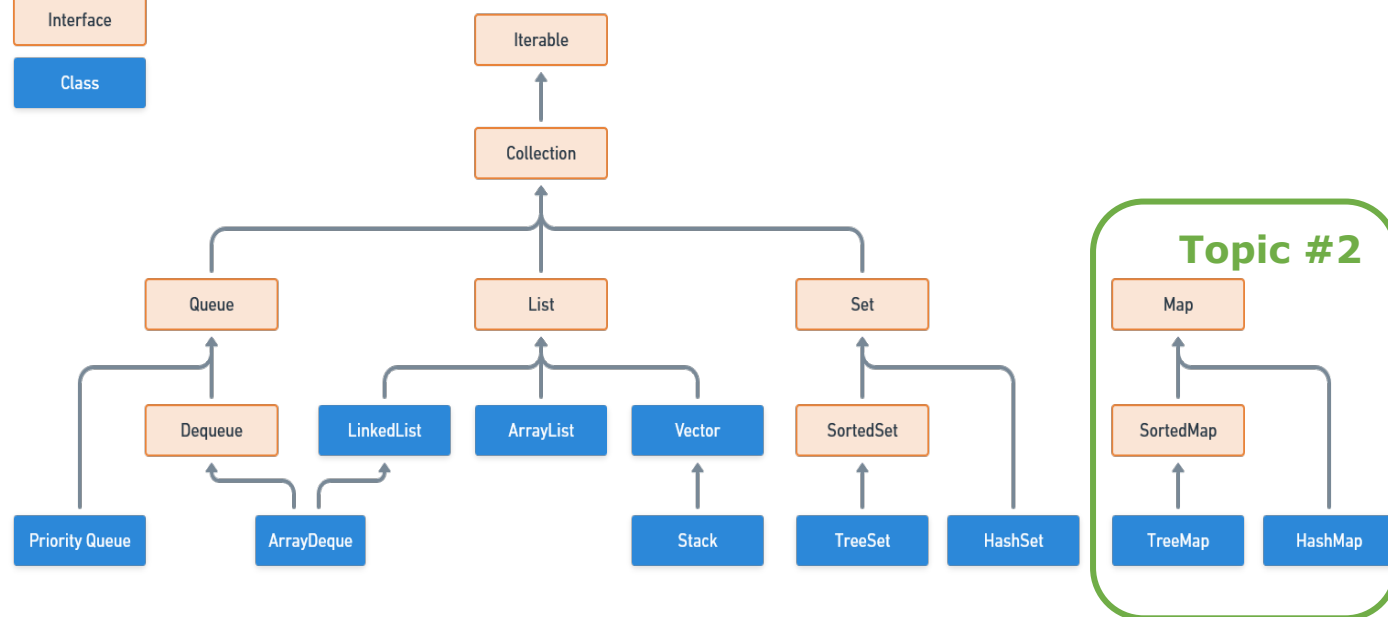 Interface
Iterable
Class
Collection
Topic #2
Queue
List
Set
Map
Dequeue
LinkedList
ArrayList
Vector
SortedSet
SortedMap
Priority Queue
ArrayDeque
Stack
TreeSet
HashSet
TreeMap
HashMap